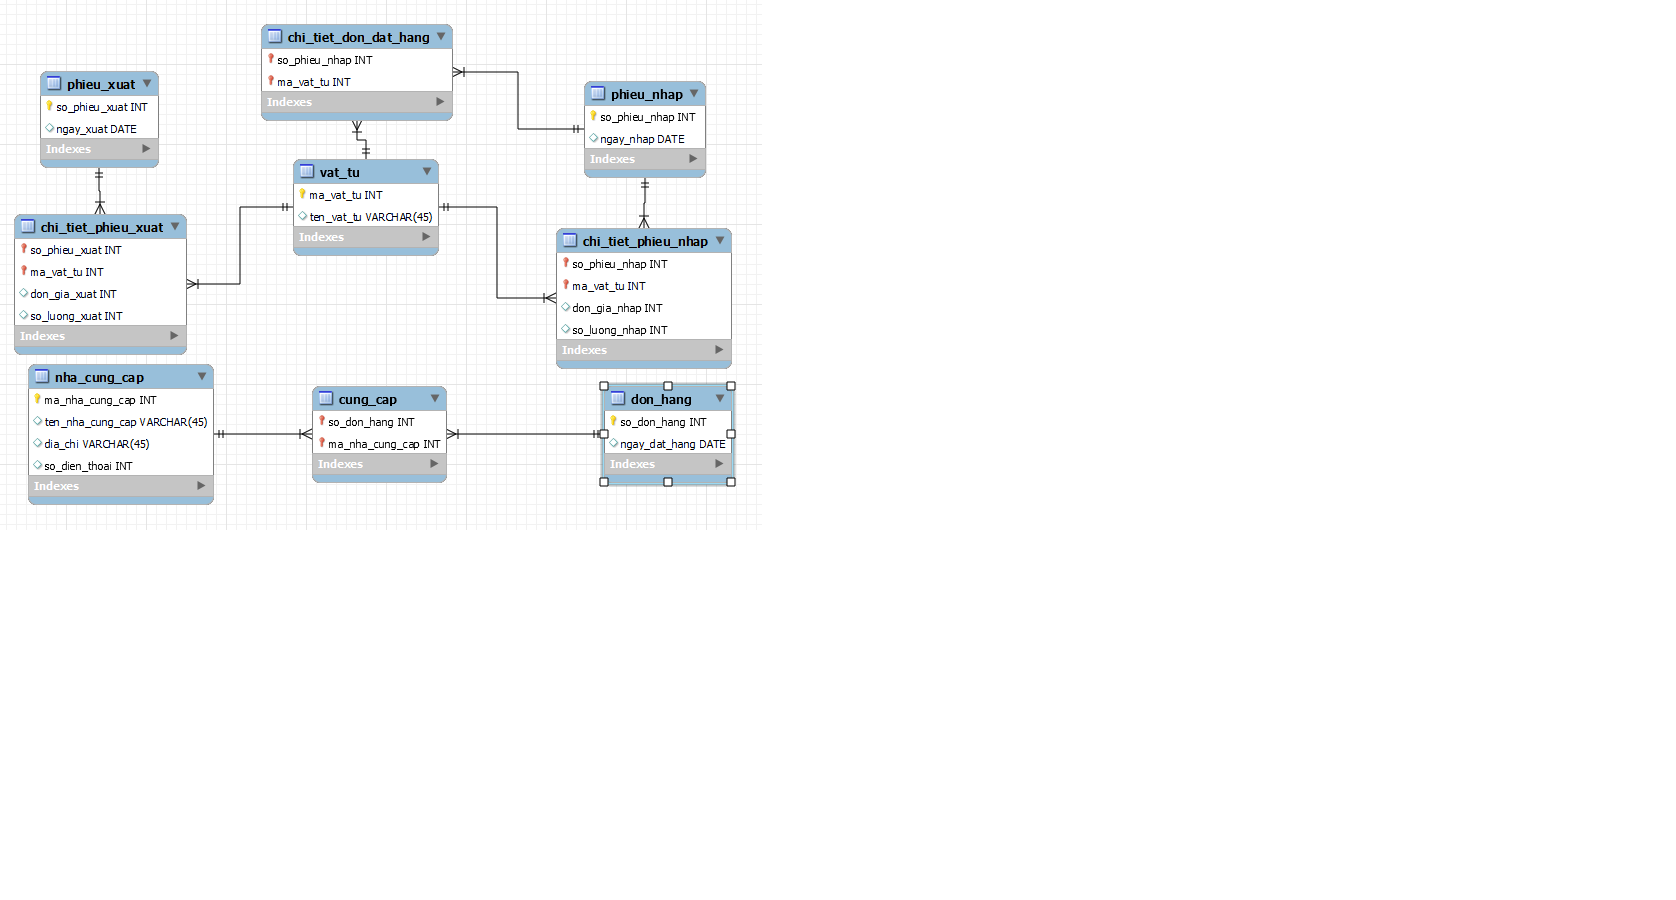 chi_tiet_don_dat_hang
so_phieu_nhap INT
ma_vat_tu INT
Indexes
phieu_xuat
so_phieu_xuat INT
ngay_xuat DATE
Indexes
phieu_nhap
so_phieu_nhap INT
ngay_nhap DATE
Indexes
vat_tu
ma_vat_tu INT
ten_vat_tu VARCHAR(45)
Indexes
chi_tiet_phieu_xuat
so_phieu_xuat INT
ma_vat_tu INT
don_gia_xuat INT
so_luong_xuat INT
Indexes
chi_tiet_phieu_nhap
so_phieu_nhap INT
ma_vat_tu INT
don_gia_nhap INT
so_luong_nhap INT
Indexes
nha_cung_cap
ma_nha_cung_cap INT
ten_nha_cung_cap VARCHAR(45)
dia_chi VARCHAR(45)
so_dien_thoai INT
Indexes
cung_cap
so_don_hang INT
ma_nha_cung_cap INT
Indexes
don_hang
so_don_hang INT
ngay_dat_hang DATE
Indexes